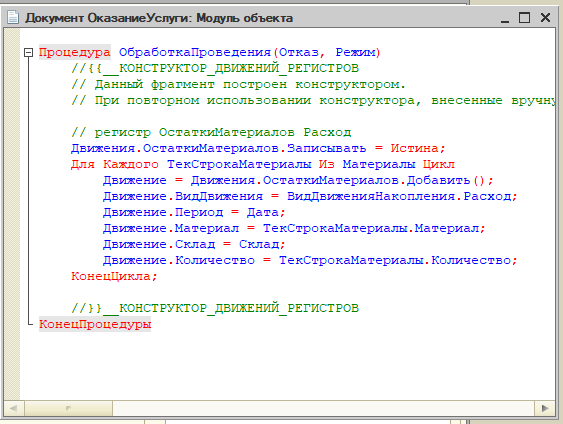 Документ ОказаниеУслуги: Модуль объекта
Процедура ОбработкаПроведения(Отказ, Режим)
//{{__КОНСТРУКТОР_ДВИЖЕНИЙ_РЕГИСТРОВ
// Данный фрагмент построен конструктором.
// При повторном использовании конструктора, внесенные вручну
// регистр ОстаткиМатериалов Расход
Движения.ОстаткиМатериалов.Записывать = Истина;
Для Каждого ТекСтрокаМатериалы Из Материалы Цикл
Движение = Движения.ОстаткиМатериалов.Добавить();
Движение.ВидДвижения = ВидДвиженияНакопления.Расход;
Движение.Период = Дата;
Движение.Материал = ТекСтрокаМатериалы.Материал;
Движение.Склад = Склад;
Движение.Количество = ТекСтрокаМатериалы.Количество;
КонецЦикла;
//}}__КОНСТРУКТОР_ДВИЖЕНИЙ_РЕГИСТРОВ
КонецПроцедуры